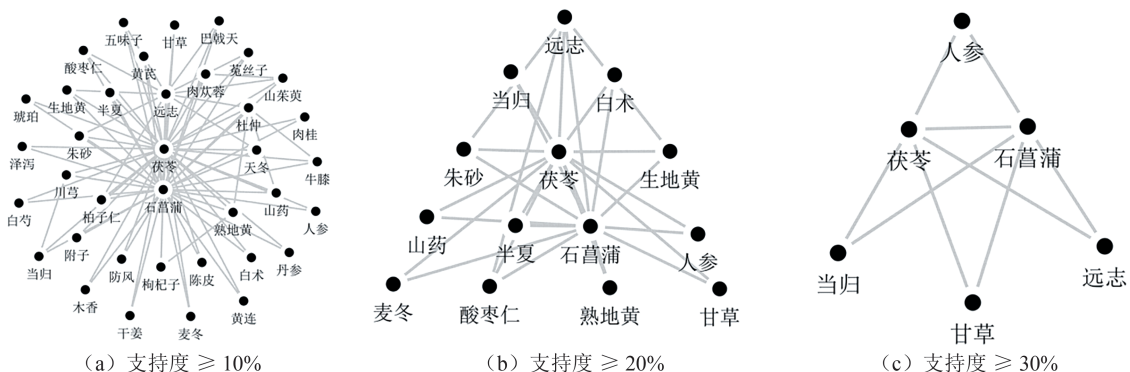 五味子 甘草 巴戟天
酸枣仁 黄芪 菟丝子
肉苁蓉 山茱萸
琥珀 生地黄 半夏 远志 杜仲 肉桂
朱砂
泽泻 茯苓 天冬 牛膝
川芎
白芍 柏子仁 石菖蒲 山药 人参
熟地黄
附子
当归 防风 枸杞子 陈皮 白术 丹参
木香 黄连
干姜 麦冬
(a)支持度 ≥ 10%
远志
当归 白术
朱砂 茯苓 生地黄
山药 半夏 石菖蒲 人参
麦冬 酸枣仁 熟地黄 甘草
(b)支持度 ≥ 20%
人参
茯苓 石菖蒲
当归 远志
甘草
(c)支持度 ≥ 30%